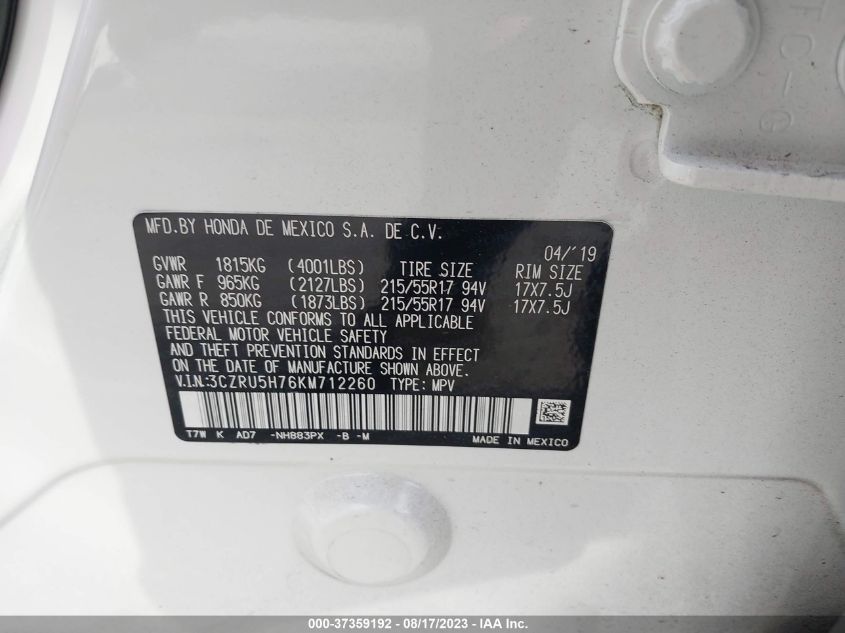 TC-G
MFD.BY HONDA DE MEXICO S.A. DE C.V.
04/'19
GVWR 1815KG (4001LBS) TIRE SIZE RIM SIZE
GAWR F 965KG (2127LBS) 215/55R17 94V 17X7.5J
GAWR R 850KG (1873LBS) 215/55R17 94V 17X7.5J
THIS VEHICLE CONFORMS TO ALL APPLICABLE
FEDERAL MOTOR VEHICLE SAFETY
AND THEFT PREVENTION STANDARDS IN EFFECT
ON THE DATE OF MANUFACTURE SHOWN ABOVE.
V.I.N:3CZRU5H76KM712260 TYPE: MPV
T7W K AD7 -NH883PX -B -M MADE IN MEXICO
000-37359192 - 08/17/2023 - IAA Inc.